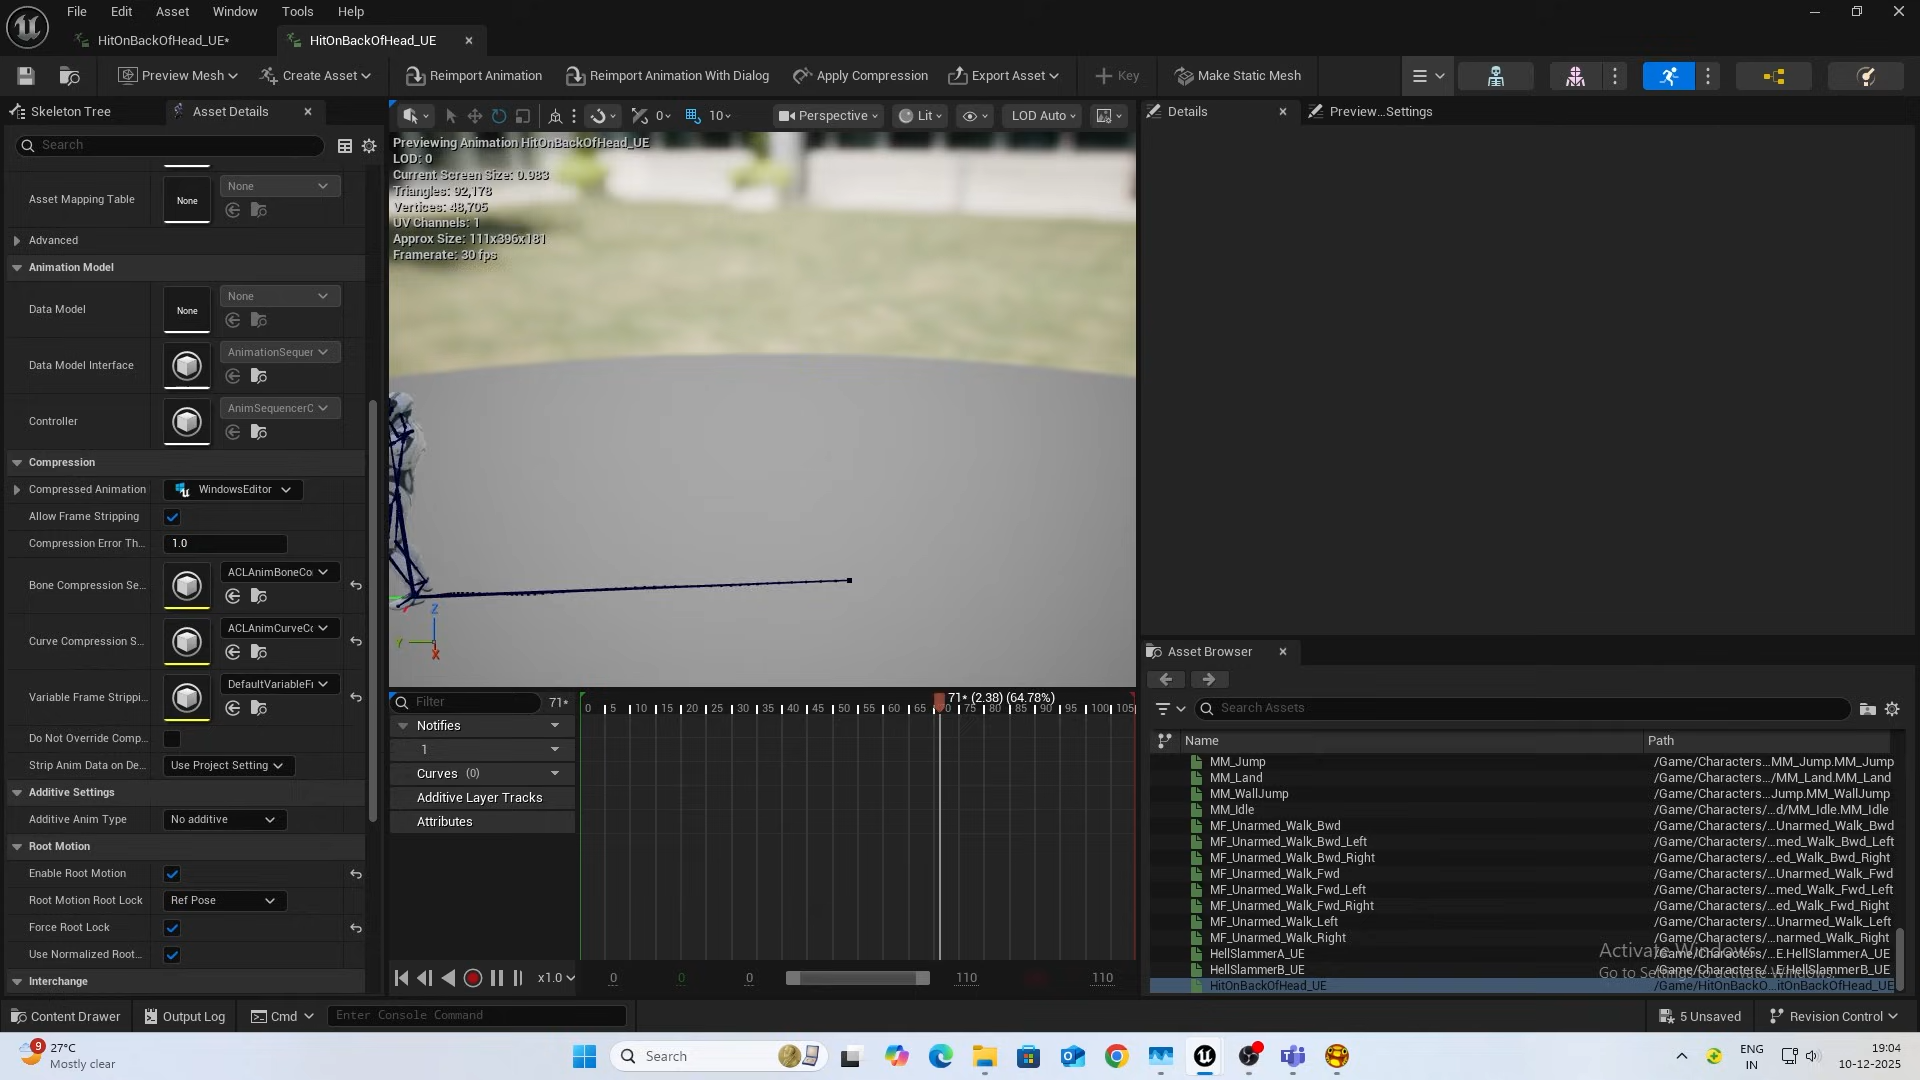 File Edit Asset Window Tools Help
HitOnBackOfHead_UE*
HitOnBackOfHead_UE
Preview Mesh
Create Asset
Reimport Animation
Reimport Animation With Dialog
Apply Compression
Export Asset
Key
Make Static Mesh
Skeleton Tree
Asset Details
Search
Asset Mapping Table
None
None
Advanced
Animation Model
Data Model
None
None
Data Model Interface
AnimationSequer
Controller
AnimSequencerC
Compression
Compressed Animation
WindowsEditor
Allow Frame Stripping
Compression Error Th...
1.0
Bone Compression Se...
ACLAnimBoneCo
Curve Compression S...
ACLAnimCurveCo
Variable Frame Strippi...
DefaultVariableFr
Do Not Override Comp...
Strip Anim Data on De...
Use Project Setting
Additive Settings
Additive Anim Type
No additive
Root Motion
Enable Root Motion
Root Motion Root Lock
Ref Pose
Force Root Lock
Use Normalized Root...
Interchange
0
10
Perspective
Lit
LOD Auto
Previewing Animation HitOnBackOfHead_UE
LOD: 0
Current Screen Size: 0.983
Triangles: 92,178
Vertices: 48,705
UV Channels: 1
Approx Size: 111x396x181
Framerate: 30 fps
Z
Y
X
Filter
71*
71* (2.38) (64.78%)
0 5 10 15 20 25 30 35 40 45 50 55 60 65 70 75 80 85 90 95 100 105
Notifies
1
Curves (0)
Additive Layer Tracks
Attributes
x1.0
0
0
0
110
110
Details
Preview...Settings
Asset Browser
Search Assets
Name Path
MM_Jump /Game/Characters...MM_Jump.MM_Jump
MM_Land /Game/Characters.../MM_Land.MM_Land
MM_WallJump /Game/Characters...Jump.MM_WallJump
MM_Idle /Game/Characters/...d/MM_Idle.MM_Idle
MF_Unarmed_Walk_Bwd /Game/Characters/...Unarmed_Walk_Bwd
MF_Unarmed_Walk_Bwd_Left /Game/Characters/...med_Walk_Bwd_Left
MF_Unarmed_Walk_Bwd_Right /Game/Characters/...ed_Walk_Bwd_Right
MF_Unarmed_Walk_Fwd /Game/Characters/...Unarmed_Walk_Fwd
MF_Unarmed_Walk_Fwd_Left /Game/Characters/...med_Walk_Fwd_Left
MF_Unarmed_Walk_Fwd_Right /Game/Characters/...ed_Walk_Fwd_Right
MF_Unarmed_Walk_Left /Game/Characters/...Unarmed_Walk_Left
MF_Unarmed_Walk_Right /Game/Characters/...narmed_Walk_Right
HellSlammerA_UE /Game/HellSlammerA...E.HellSlammerA_UE
HellSlammerB_UE E.HellSlammerB_UE
HitOnBackOfHead_UE /Game/HitOnBackO...itOnBackOfHead_UE
Activate Windows
Go to Settings to activate Windows.
Content Drawer
Output Log
Cmd
Enter Console Command
5 Unsaved
Revision Control
9
27°C
Mostly clear
Search
ENG
IN
19:04
10-12-2025